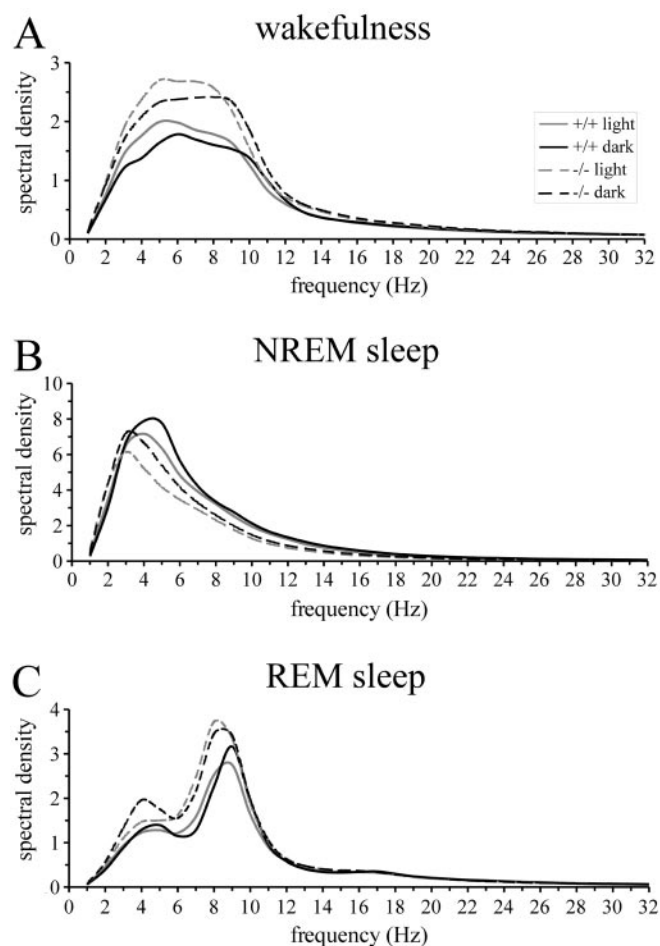 A
wakefulness
3
2
1
0
0 2 4 6 8 10 12 14 16 18 20 22 24 26 28 30 32
spectral density
frequency (Hz)
+/+ light
+/+ dark
-/- light
-/- dark
B
NREM sleep
10
8
6
4
2
0
0 2 4 6 8 10 12 14 16 18 20 22 24 26 28 30 32
spectral density
frequency (Hz)
C
REM sleep
4
3
2
1
0
0 2 4 6 8 10 12 14 16 18 20 22 24 26 28 30 32
spectral density
frequency (Hz)